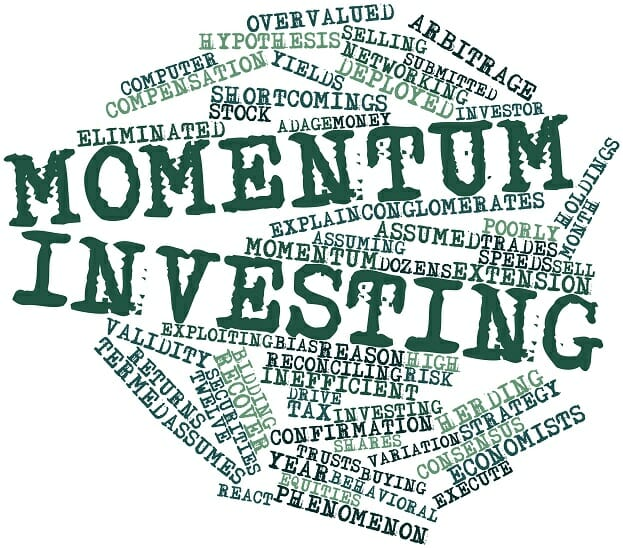 OVERVALUED
ARBITRAGE
HYPOTHESIS
SELLING
COMPUTER
COMPENSATION
YIELDS
NETWORKING
SUBMITTED
DEPLOYED
SHORTCOMINGS
STOCK
INVESTOR
ELIMINATED
ADAGE
MONEY
MOMENTUM
HOLDINGS
EXPLAIN
CONGLOMERATES
MONTH
POORLY
ASSUMING
ASSUMED
TRADES
MOMENTUM
DOZENS
SPEEDS
SELL
EXTENSION
INVESTING
EXPLOITING
BIAS
REASON
HIGH
VALIDITY
RECONCILING
RISK
INEFFICIENT
TERMED
RETURNS
ASSUMES
TWELVE
SECURITIES
RECOVER
BIDDING
DRIVE
TAX
INVESTING
HERDING
CONFIRMATION
STRATEGY
SHARES
VARIATION
CONSENSUS
ECONOMISTS
TRUSTS
BUYING
YEAR
BEHAVIORAL
EXECUTE
EQUITIES
REACT
PHENOMENON